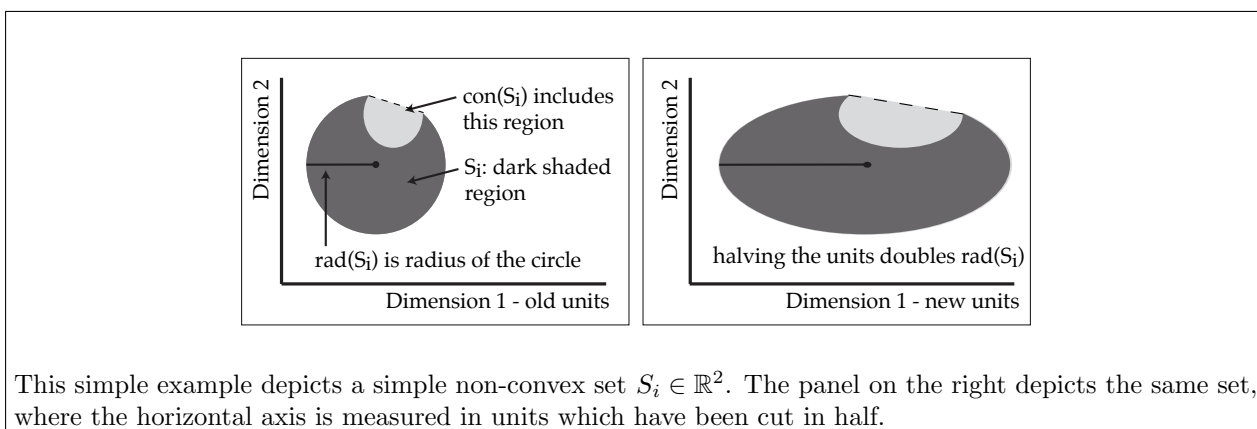 Dimension 2
con(Si) includes
this region
Si: dark shaded
region
rad(Si) is radius of the circle
Dimension 1 - old units
Dimension 2
halving the units doubles rad(Si)
Dimension 1 - new units
This simple example depicts a simple non-convex set Si ∈ ℝ². The panel on the right depicts the same set,
where the horizontal axis is measured in units which have been cut in half.